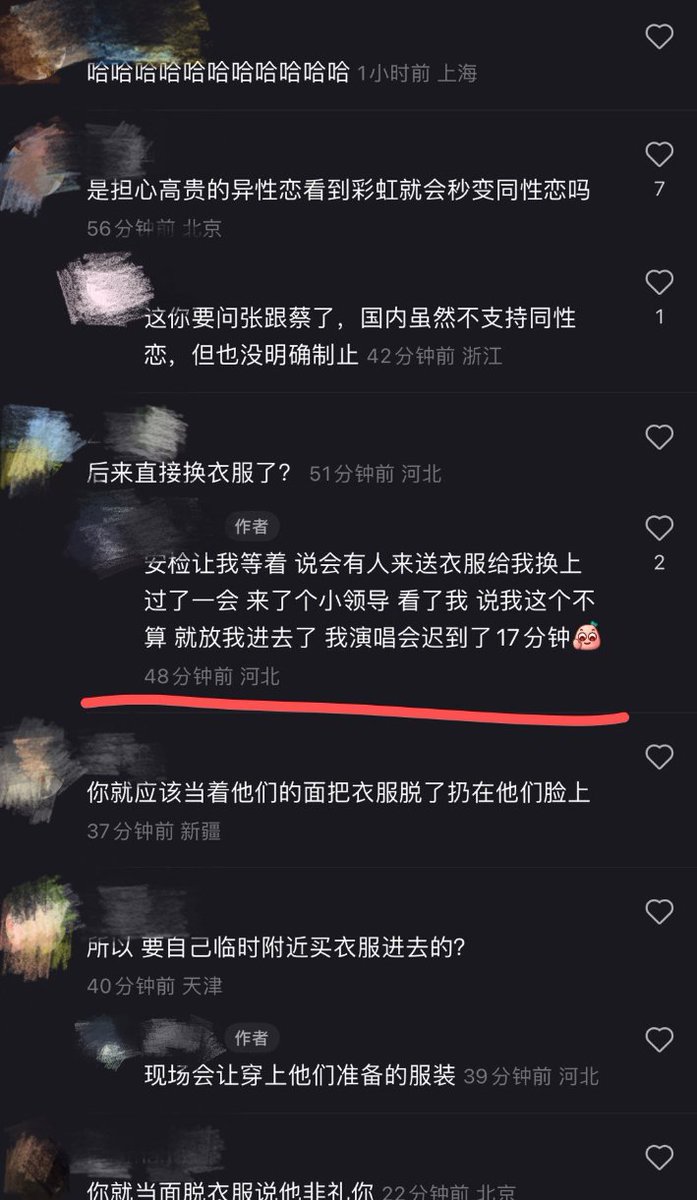 哈哈哈哈哈哈哈哈哈哈哈 1小时前 上海
是担心高贵的异性恋看到彩虹就会秒变同性恋吗
7
56分钟前 北京
这你要问张跟蔡了，国内虽然不支持同性
1
恋，但也没明确制止 42分钟前 浙江
后来直接换衣服了？ 51分钟前 河北
作者
安检让我等着 说会有人来送衣服给我换上
2
过了一会 来了个小领导 看了我 说我这个不
算 就放我进去了 我演唱会迟到了17分钟
48分钟前 河北
你就应该当着他们的面把衣服脱了扔在他们脸上
37分钟前 新疆
所以 要自己临时附近买衣服进去的?
40分钟前 天津
作者
现场会让穿上他们准备的服装 39分钟前 河北
你就当面脱衣服说他非礼你 22分钟前 北京